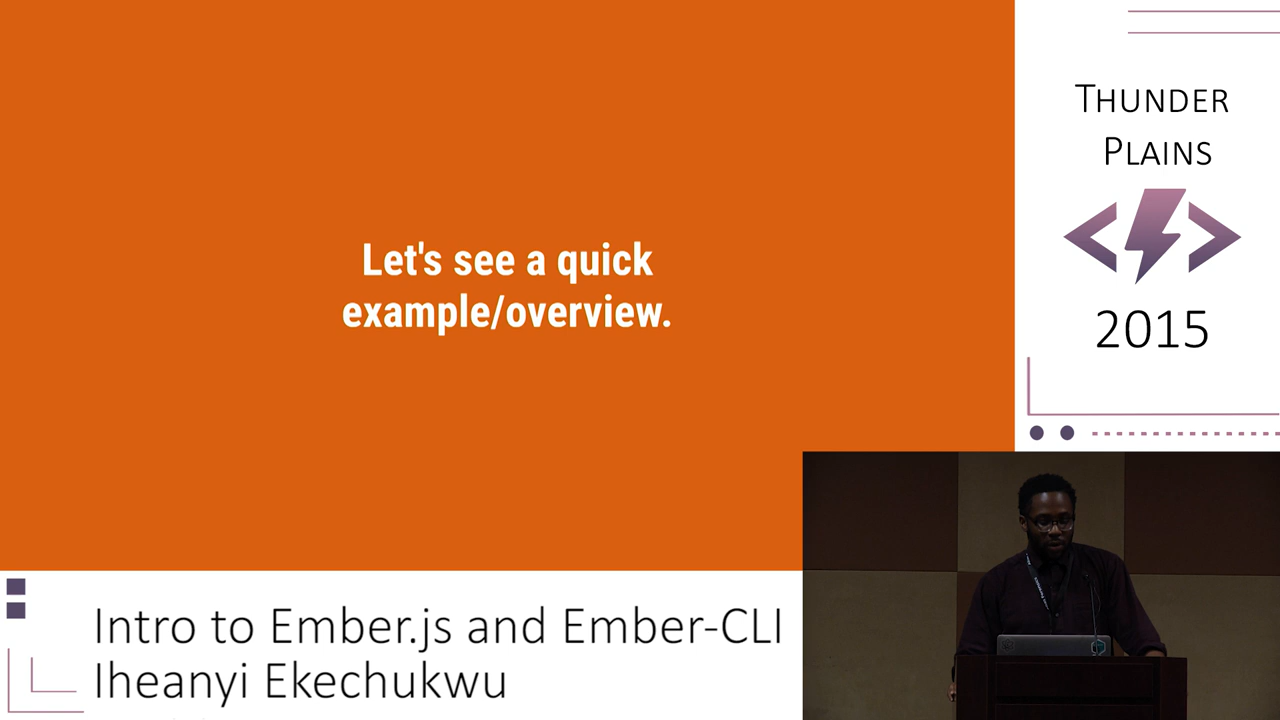 Let's see a quick
example/overview.
THUNDER
PLAINS
2015
Intro to Ember.js and Ember-CLI
Iheanyi Ekechukwu